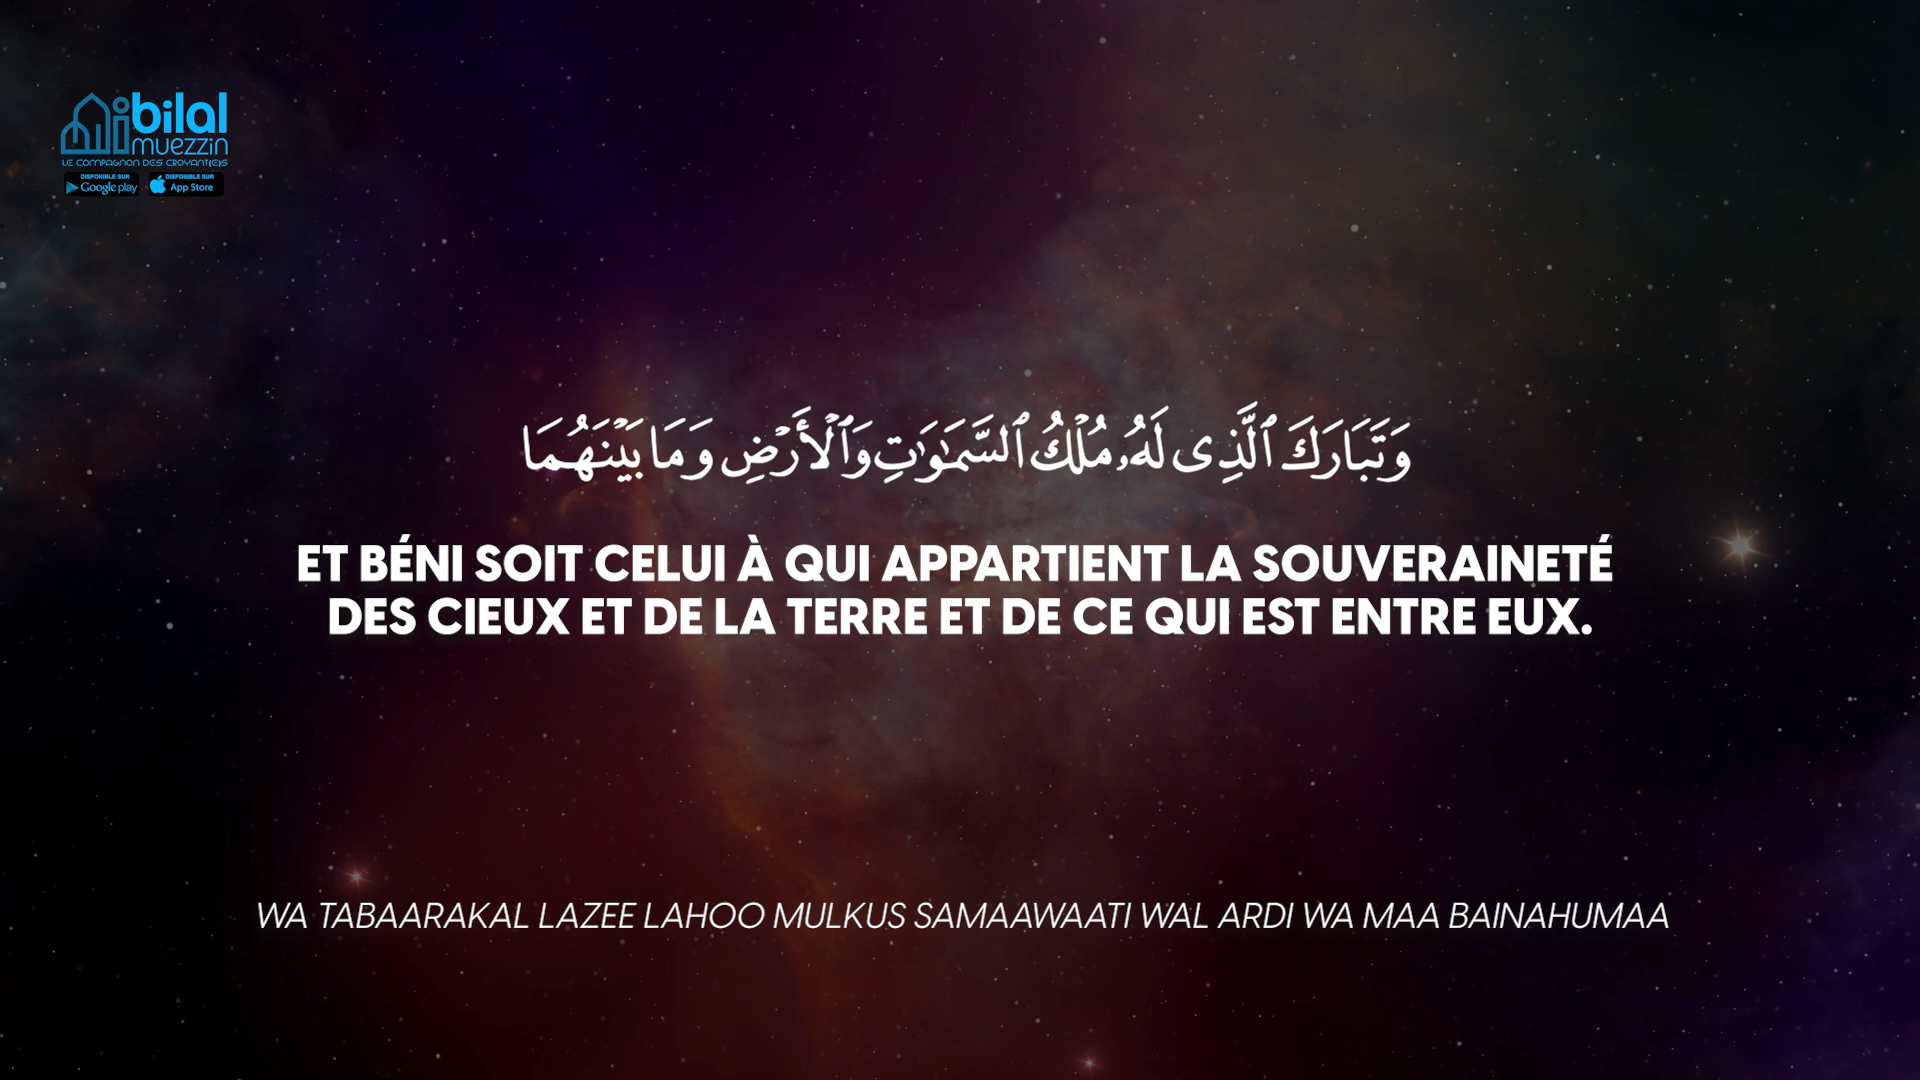 bilal
muezzin
LE COMPAGNON DES CROYANT(E)S
DISPONIBLE SUR
Google play
DISPONIBLE SUR
App Store
وَتَبَارَكَ ٱلَّذِى لَهُۥ مُلْكُ ٱلسَّمَـٰوَٰتِ وَٱلْأَرْضِ وَمَا بَيْنَهُمَا
ET BÉNI SOIT CELUI À QUI APPARTIENT LA SOUVERAINETÉ
DES CIEUX ET DE LA TERRE ET DE CE QUI EST ENTRE EUX.
WA TABAARAKAL LAZEE LAHOO MULKUS SAMAAWAATI WAL ARDI WA MAA BAINAHUMAA